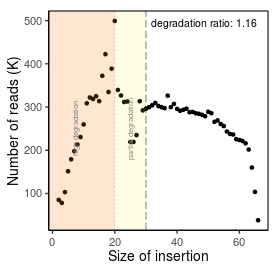 degradation ratio: 1.16
Number of reads (K)
500
400
300
200
100
degradation
partial degradation
0
20
40
60
Size of insertion